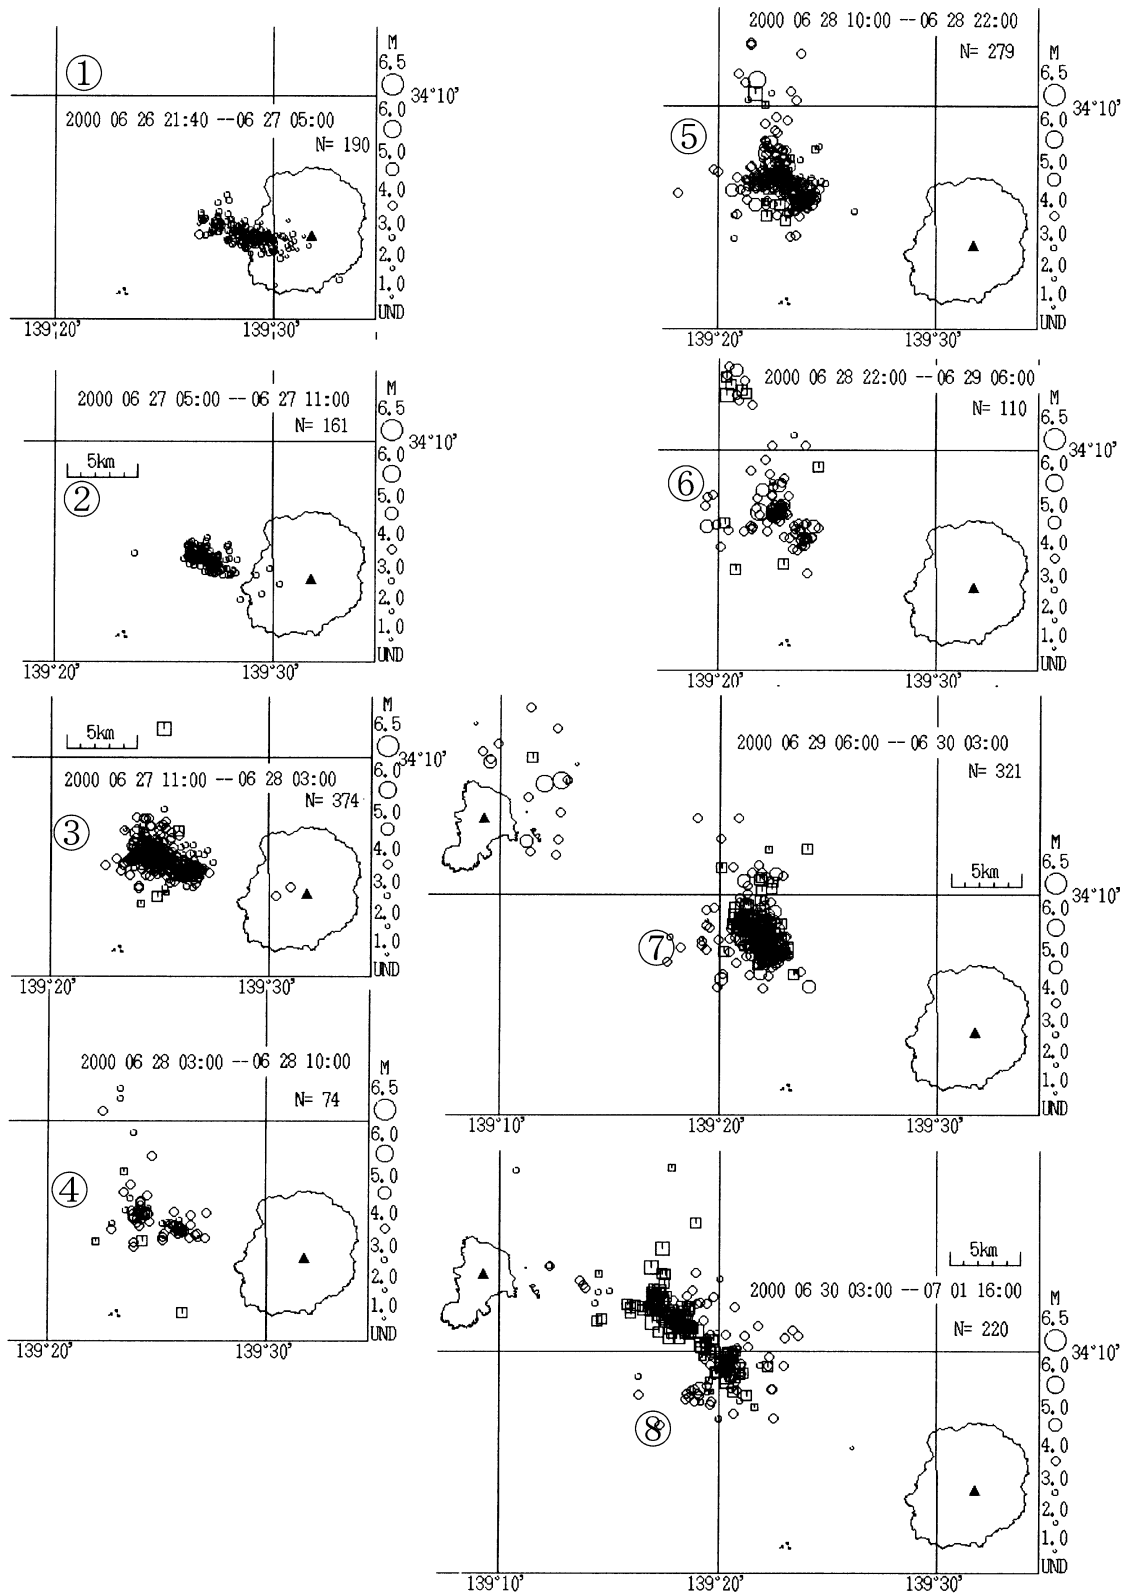 ①
2000 06 26 21:40 --06 27 05:00
N= 190
M
6.5
34°10'
6.0
5.0
4.0
3.0
2.0
1.0
UND
139°20'
139°30'
2000 06 27 05:00 --06 27 11:00
N= 161
5km
②
M
6.5
34°10'
6.0
5.0
4.0
3.0
2.0
1.0
UND
139°20'
139°30'
5km
2000 06 27 11:00 --06 28 03:00
N= 374
③
M
6.5
34°10'
6.0
5.0
4.0
3.0
2.0
1.0
UND
139°20'
139°30'
2000 06 28 03:00 --06 28 10:00
N= 74
④
M
6.5
6.0
5.0
4.0
3.0
2.0
1.0
UND
139°20'
139°30'
2000 06 28 10:00 --06 28 22:00
N= 279
⑤
M
6.5
34°10'
6.0
5.0
4.0
3.0
2.0
1.0
UND
139°20'
139°30'
2000 06 28 22:00 --06 29 06:00
N= 110
⑥
M
6.5
34°10'
6.0
5.0
4.0
3.0
2.0
1.0
UND
139°20'
139°30'
2000 06 29 06:00 --06 30 03:00
N= 321
5km
⑦
M
6.5
34°10'
6.0
5.0
4.0
3.0
2.0
1.0
UND
139°10'
139°20'
139°30'
5km
2000 06 30 03:00 --07 01 16:00
N= 220
⑧
M
6.5
34°10'
6.0
5.0
4.0
3.0
2.0
1.0
UND
139°10'
139°20'
139°30'